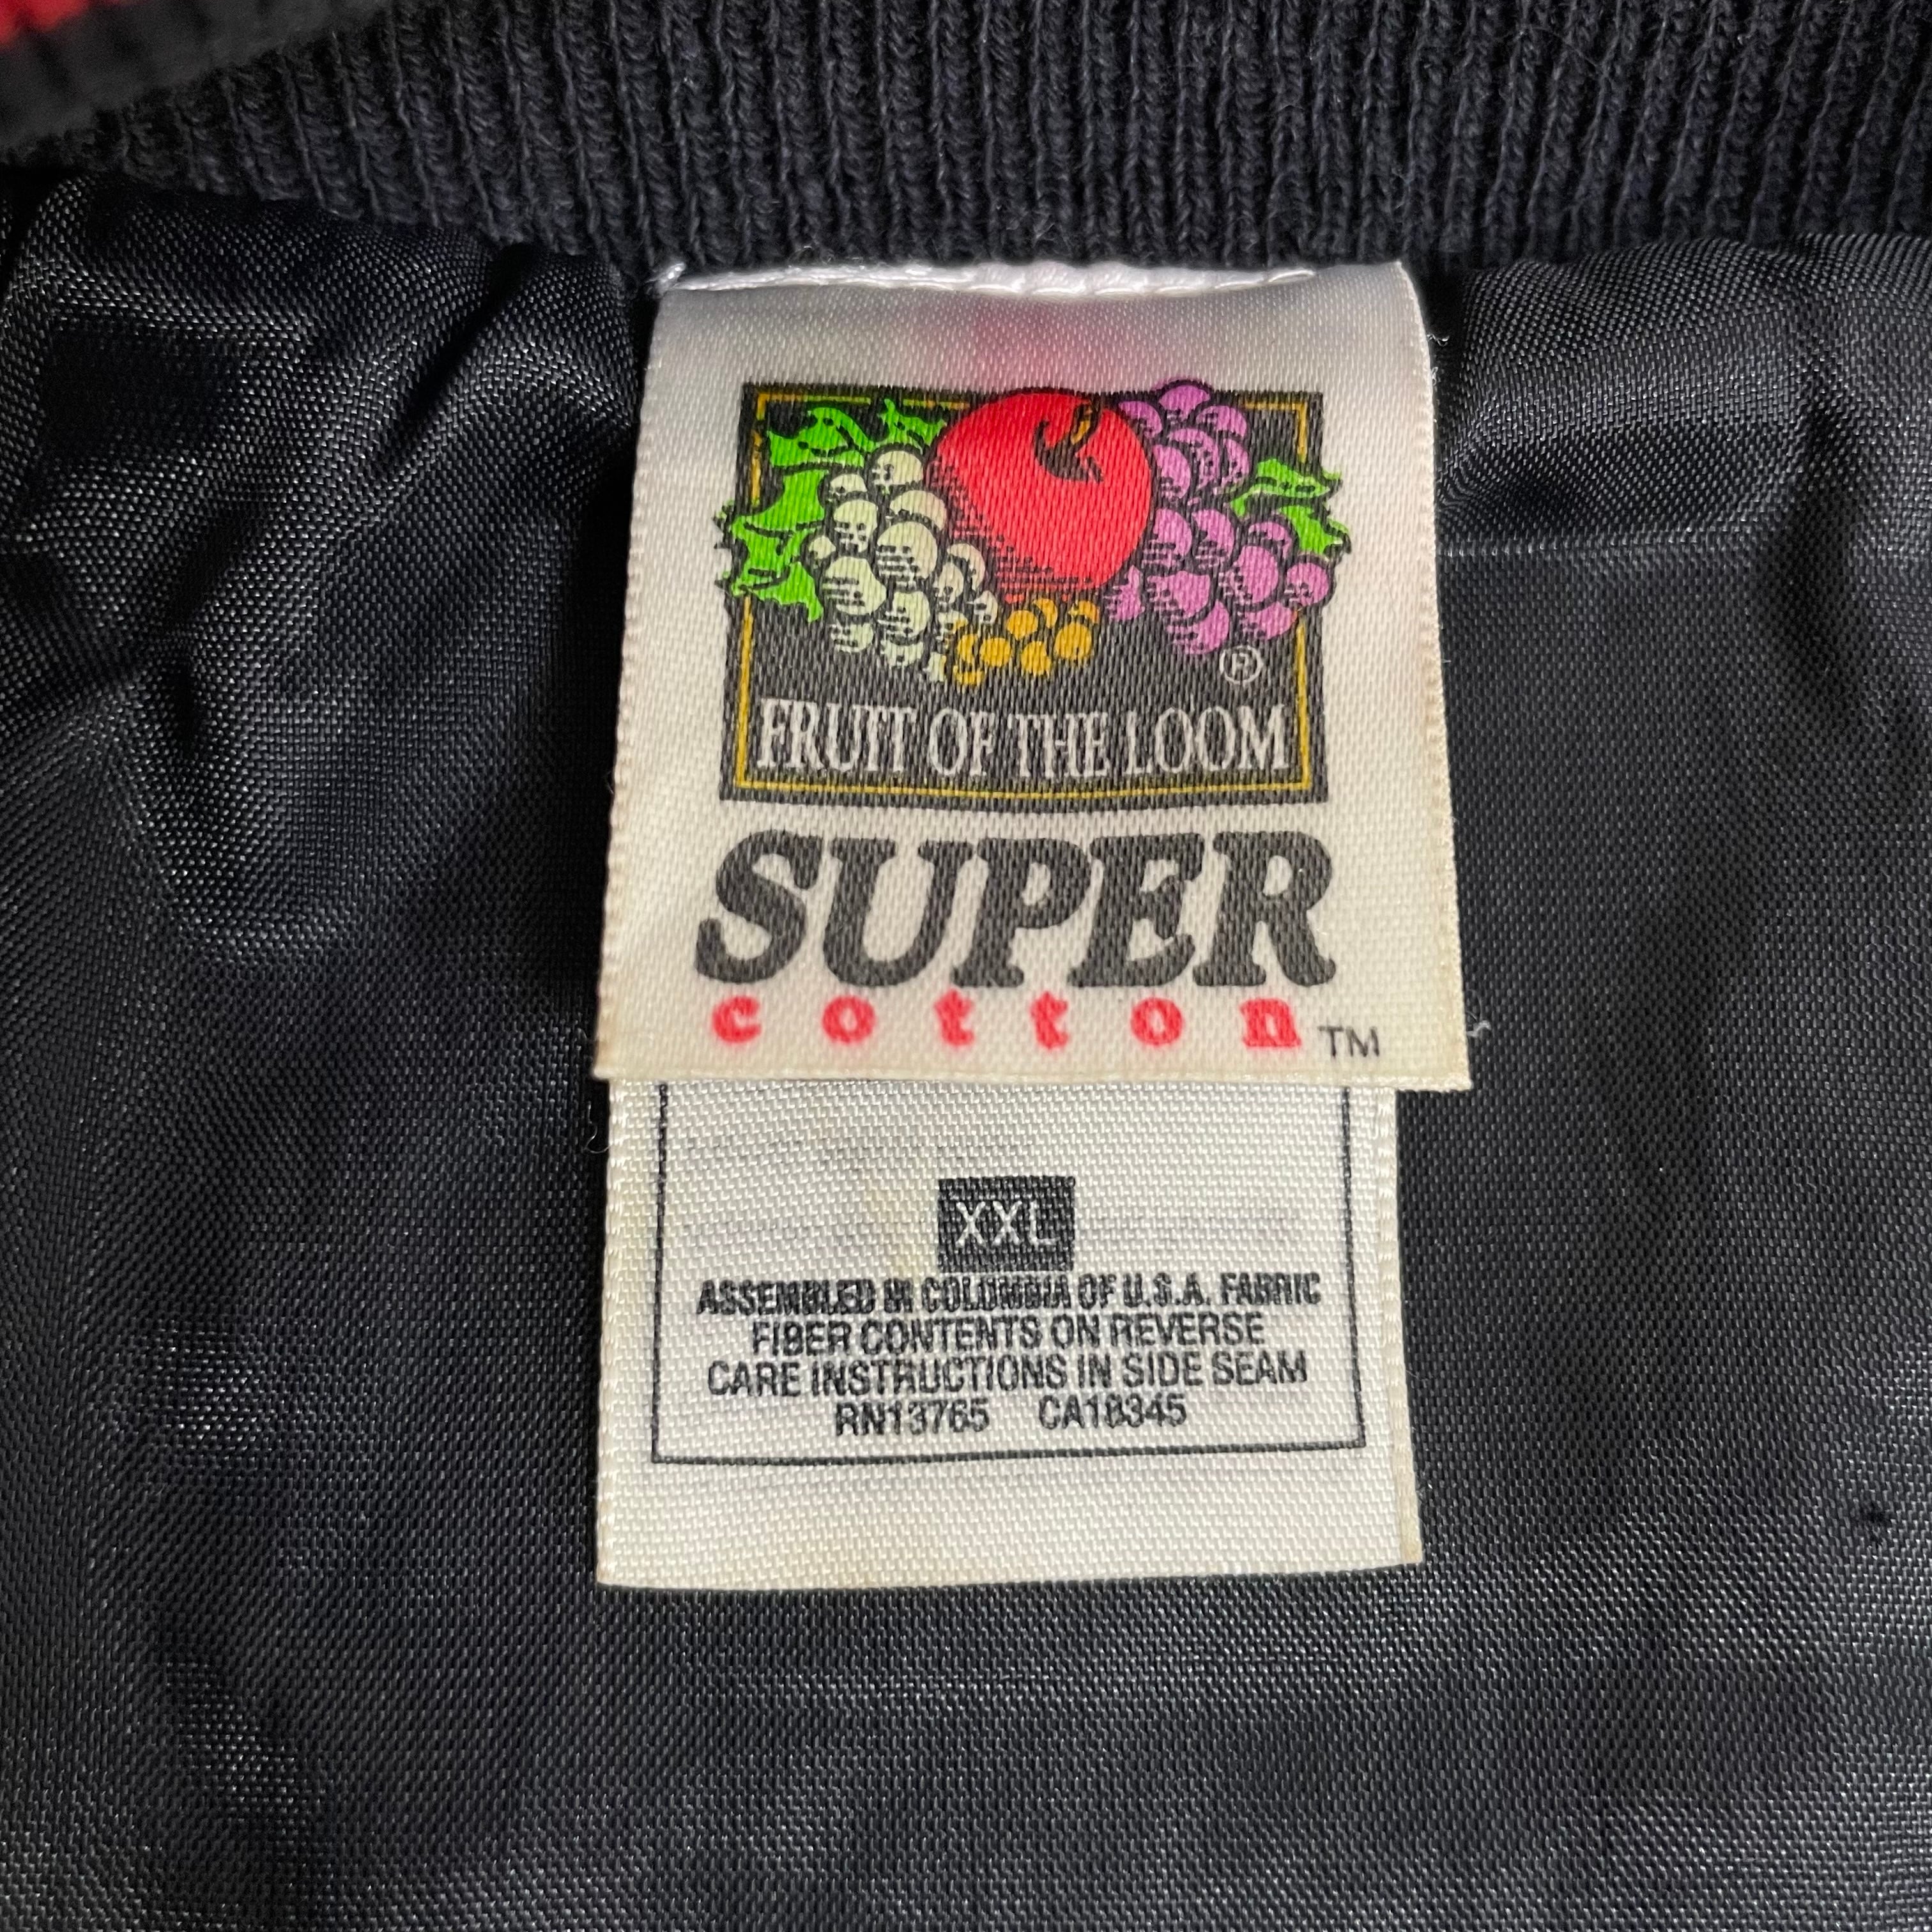 ®
FRUIT OF THE LOOM
SUPER
cotton TM
XXL
ASSEMBLED IN COLUMBIA OF U.S.A. FABRIC
FIBER CONTENTS ON REVERSE
CARE INSTRUCTIONS IN SIDE SEAM
RN13765 CA18345